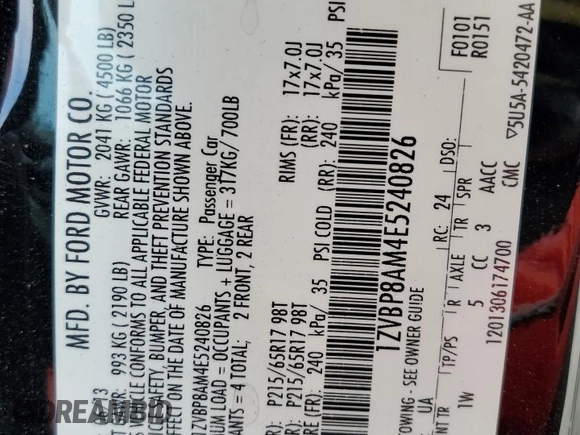 MFD. BY FORD MOTOR CO.
GVWR: 2041 KG ( 4500 LB)
993 KG ( 2190 LB) REAR GAWR: 1066 KG ( 2350 L
VEHICLE CONFORMS TO ALL APPLICABLE FEDERAL MOTOR
SAFETY, BUMPER, AND THEFT PREVENTION STANDARDS
EFFECT ON THE DATE OF MANUFACTURE SHOWN ABOVE.
1ZVBP8AM4E5240826 TYPE: Passenger Car
LOAD = OCCUPANTS + LUGGAGE = 317KG/ 700LB
= 4 TOTAL; 2 FRONT, 2 REAR
P215/65R17 98T RIMS (FR): 17x7.0J
P215/65R17 98T (RR): 17x7.0J
(FR): 240 kPa/ 35 PSI COLD (RR): 240 kPa/ 35 PSI
1ZVBP8AM4E5240826
- SEE OWNER GUIDE
UA RC: 24 DSO: F0101
R0151
INT TR TP/PS R AXLE TR SPR
1W 5 CC 3 AACC
1201306174700 CMC ▽5U5A-5420472-AA